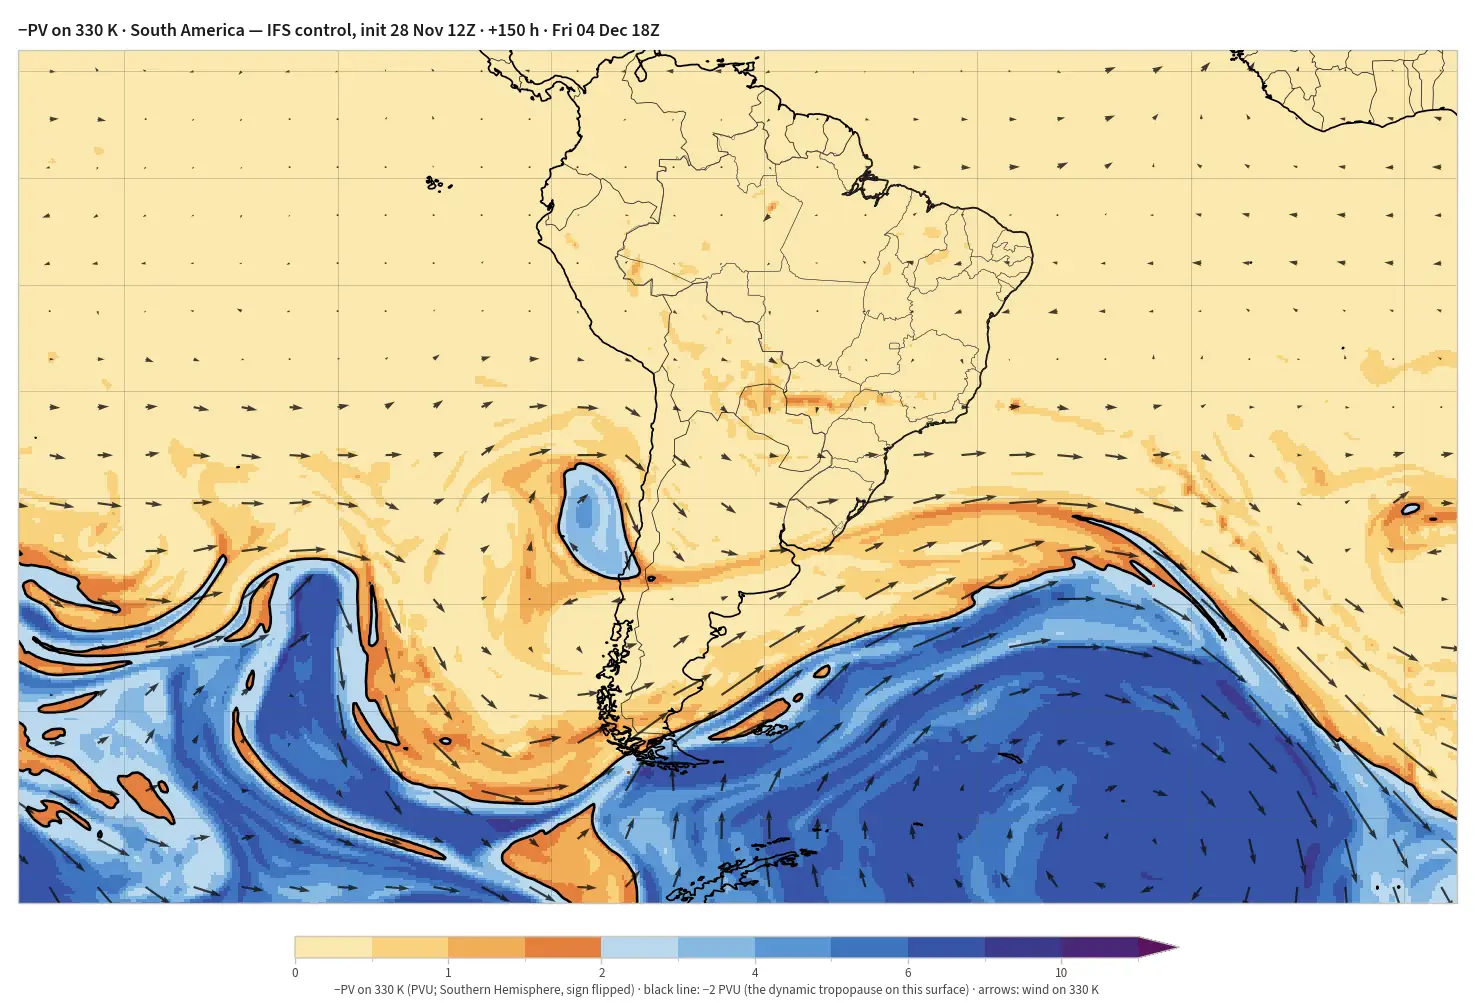 −PV on 330 K · South America — IFS control, init 28 Nov 12Z · +150 h · Fri 04 Dec 18Z
0 1 2 4 6 10
−PV on 330 K (PVU; Southern Hemisphere, sign flipped) · black line: −2 PVU (the dynamic tropopause on this surface) · arrows: wind on 330 K